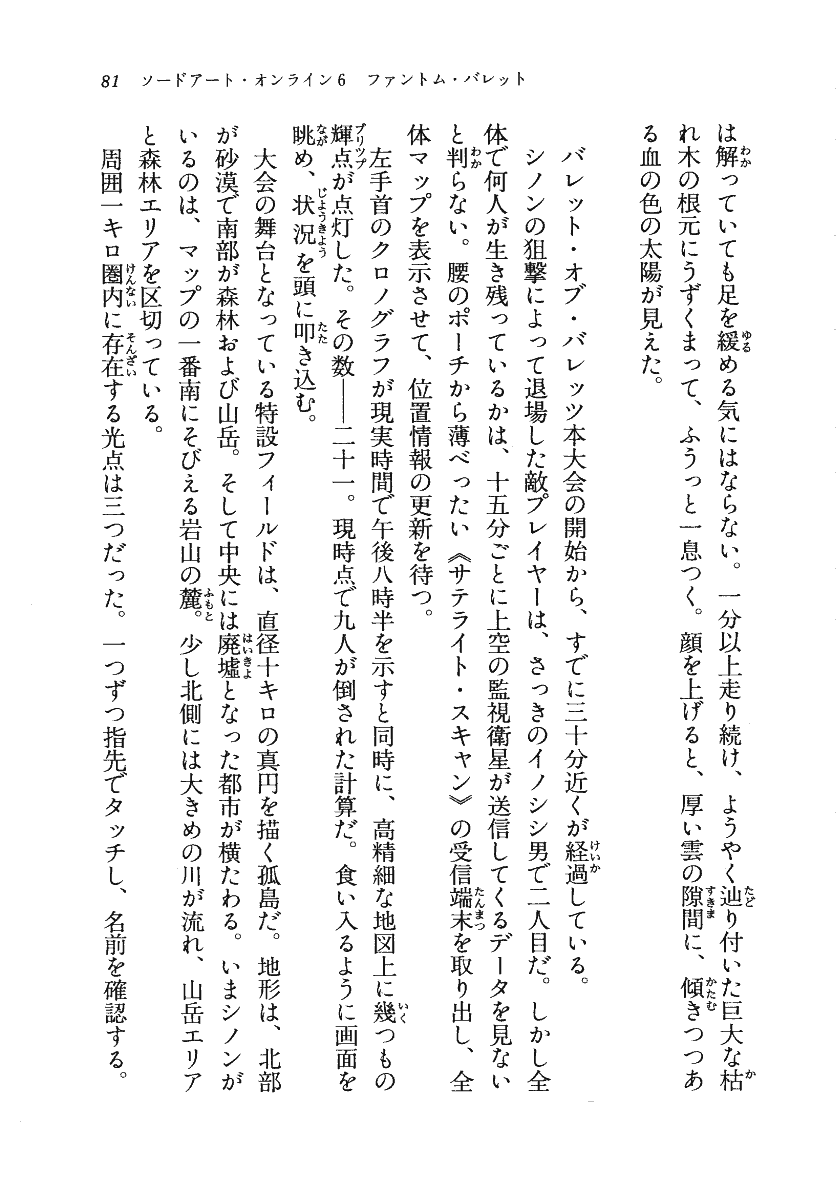 81　ソードアート・オンライン6　ファントム・バレット
は解っていても足を緩める気にはならない。一分以上走り続け、ようやく辿り付いた巨大な枯
れ木の根元にうずくまって、ふうっと一息つく。顔を上げると、厚い雲の隙間に、傾きつつあ
る血の色の太陽が見えた。
バレット・オブ・バレッツ本大会の開始から、すでに三十分近くが経過している。
シノンの狙撃によって退場した敵プレイヤーは、さっきのイノシシ男で二人目だ。しかし全
体で何人が生き残っているかは、十五分ごとに上空の監視衛星が送信してくるデータを見ない
と判らない。腰のポーチから薄べったい《サテライト・スキャン》の受信端末を取り出し、全
体マップを表示させて、位置情報の更新を待つ。
左手首のクロノグラフが現実時間で午後八時半を示すと同時に、高精細な地図上に幾つもの
輝点が点灯した。その数――二十一。現時点で九人が倒された計算だ。食い入るように画面を
眺め、状況を頭に叩き込む。
大会の舞台となっている特設フィールドは、直径十キロの真円を描く孤島だ。地形は、北部
が砂漠で南部が森林および山岳。そして中央には廃墟となった都市が横たわる。いまシノンが
いるのは、マップの一番南にそびえる岩山の麓。少し北側には大きめの川が流れ、山岳エリア
と森林エリアを区切っている。
周囲一キロ圏内に存在する光点は三つだった。一つずつ指先でタッチし、名前を確認する。